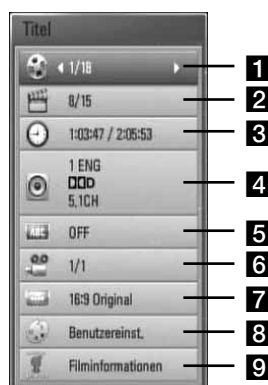 Titel
1/18 1
8/15 2
1:03:47 / 2:05:53 3
1 ENG
D 4
5.1CH
ABC OFF 5
1/1 6
16:9 Original 7
Benutzereinst. 8
Filminformationen 9